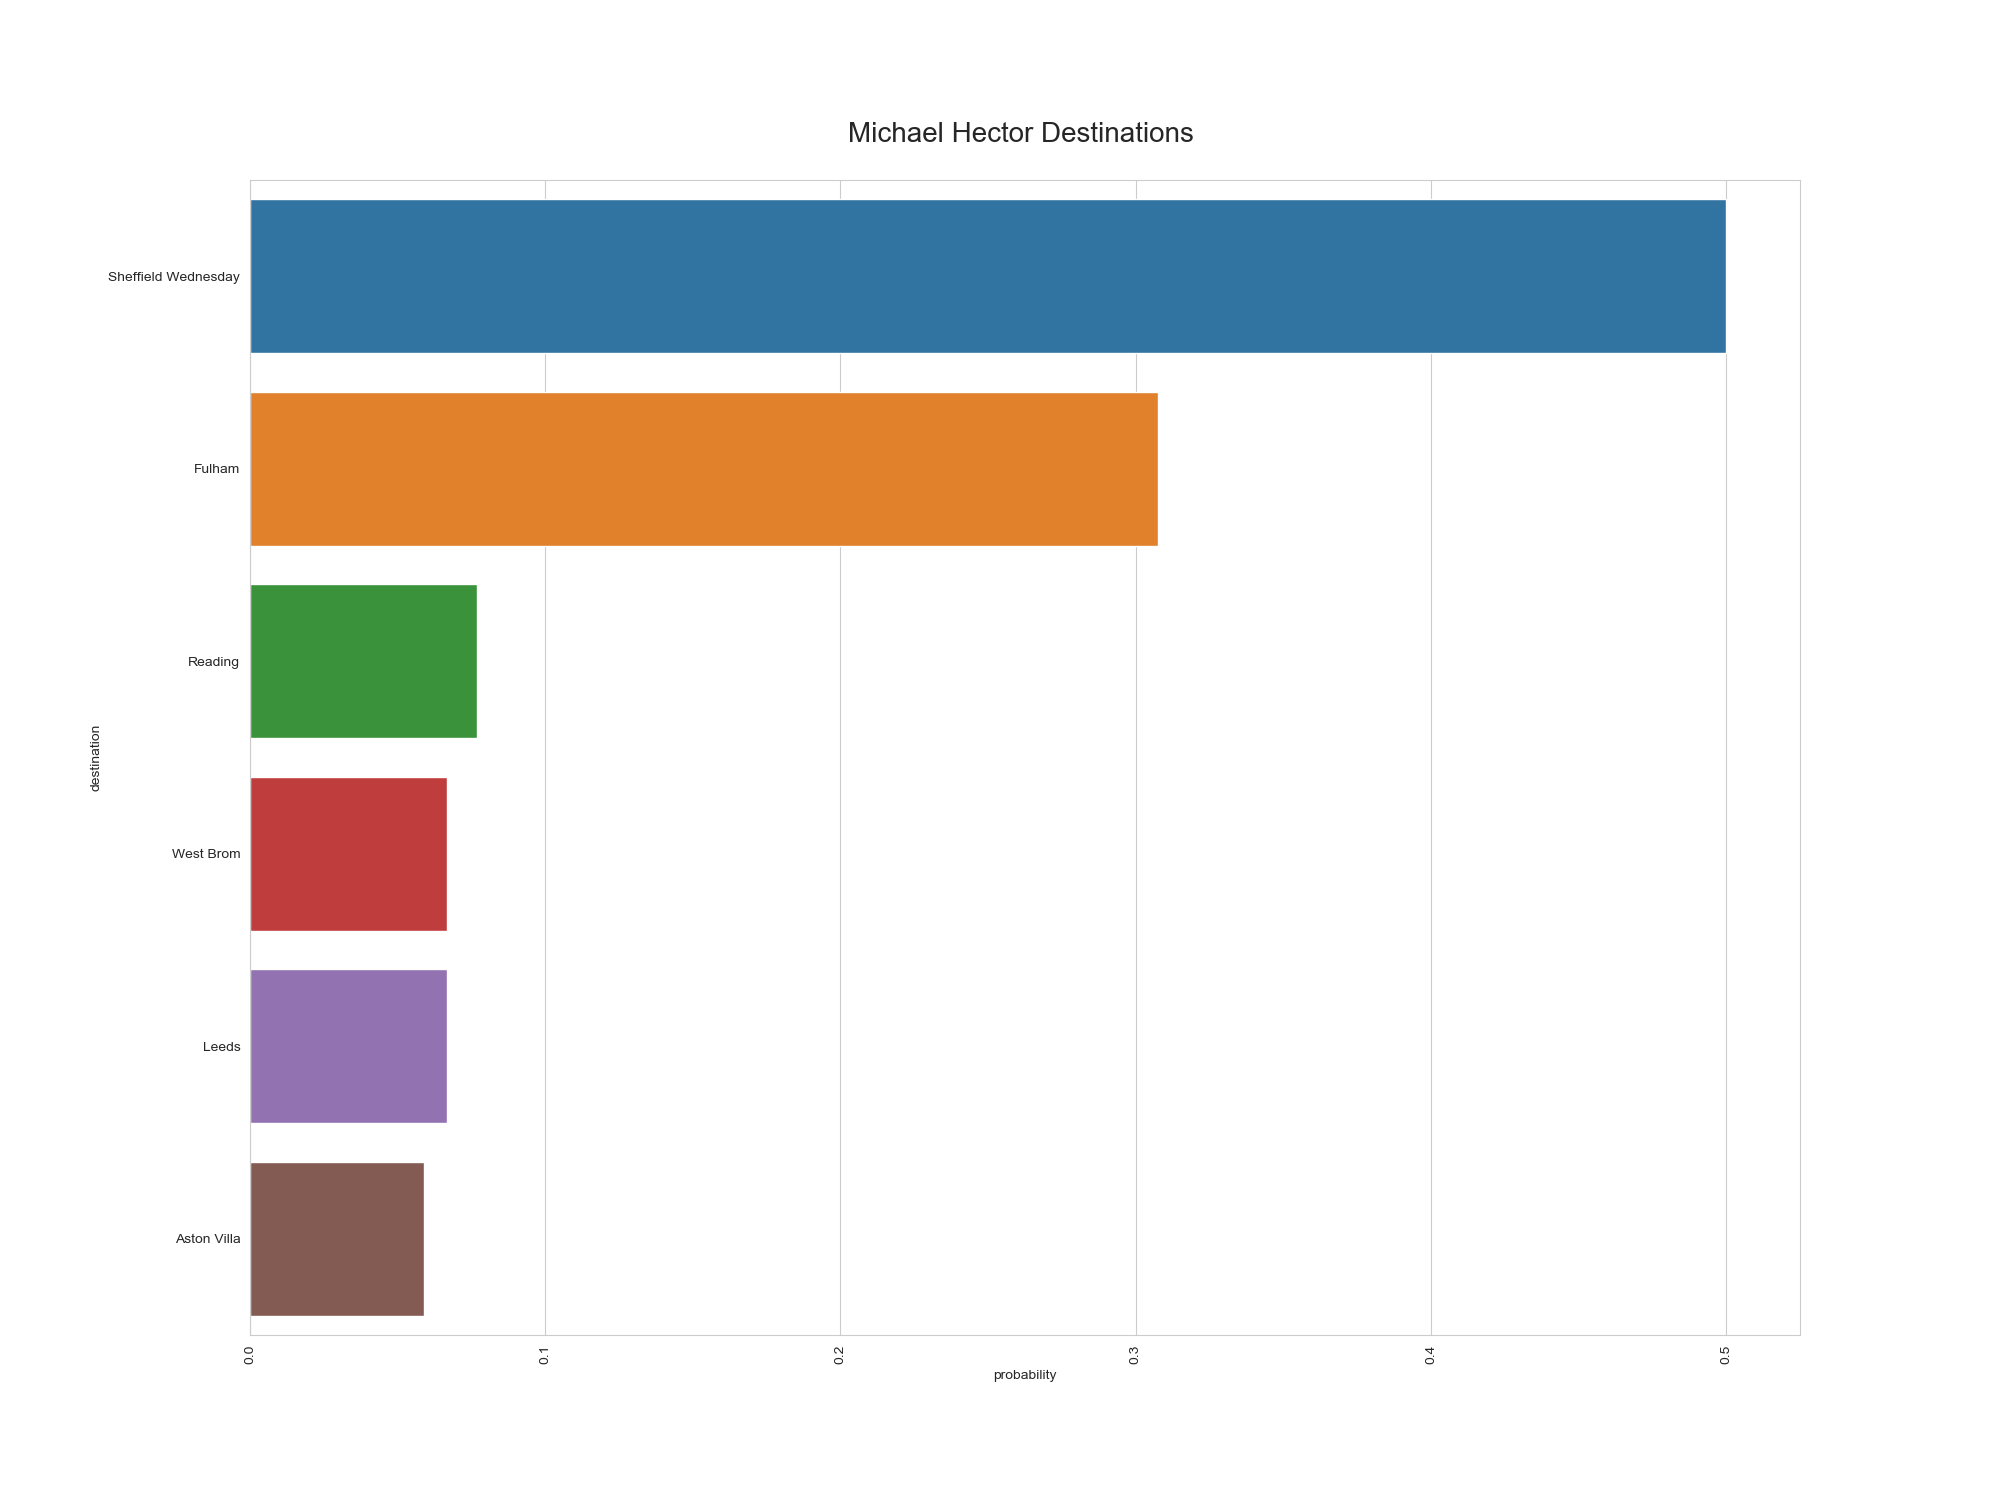 Michael Hector Destinations
Sheffield Wednesday
Fulham
Reading
West Brom
Leeds
Aston Villa
destination
0.0
0.1
0.2
0.3
0.4
0.5
probability